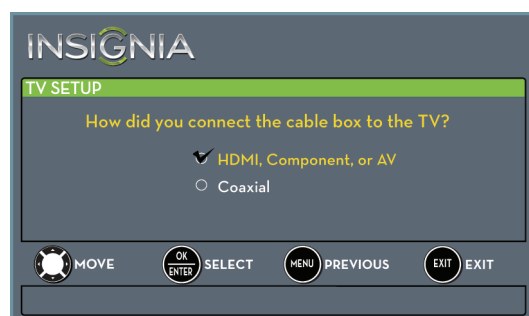 INSIGNIA
TV SETUP
How did you connect the cable box to the TV?
HDMI, Component, or AV
Coaxial
MOVE OK ENTER SELECT MENU PREVIOUS EXIT EXIT